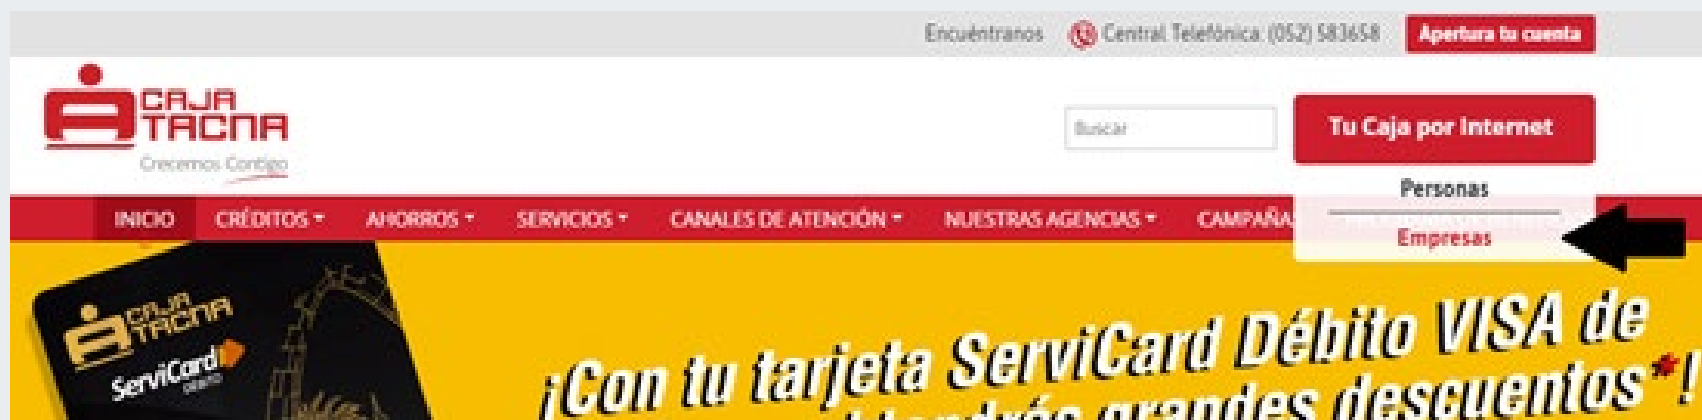 Encuéntranos Central Telefónica: (052) 583658 Apertura tu cuenta
CAJA
TACNA
Crecemos Contigo
Buscar
Tu Caja por Internet
Personas
Empresas
INICIO CRÉDITOS AHORROS SERVICIOS CANALES DE ATENCIÓN NUESTRAS AGENCIAS CAMPAÑA
CAJA
TACNA
ServiCard
DÉBITO
¡Con tu tarjeta ServiCard Débito VISA de
grandes descuentos*!